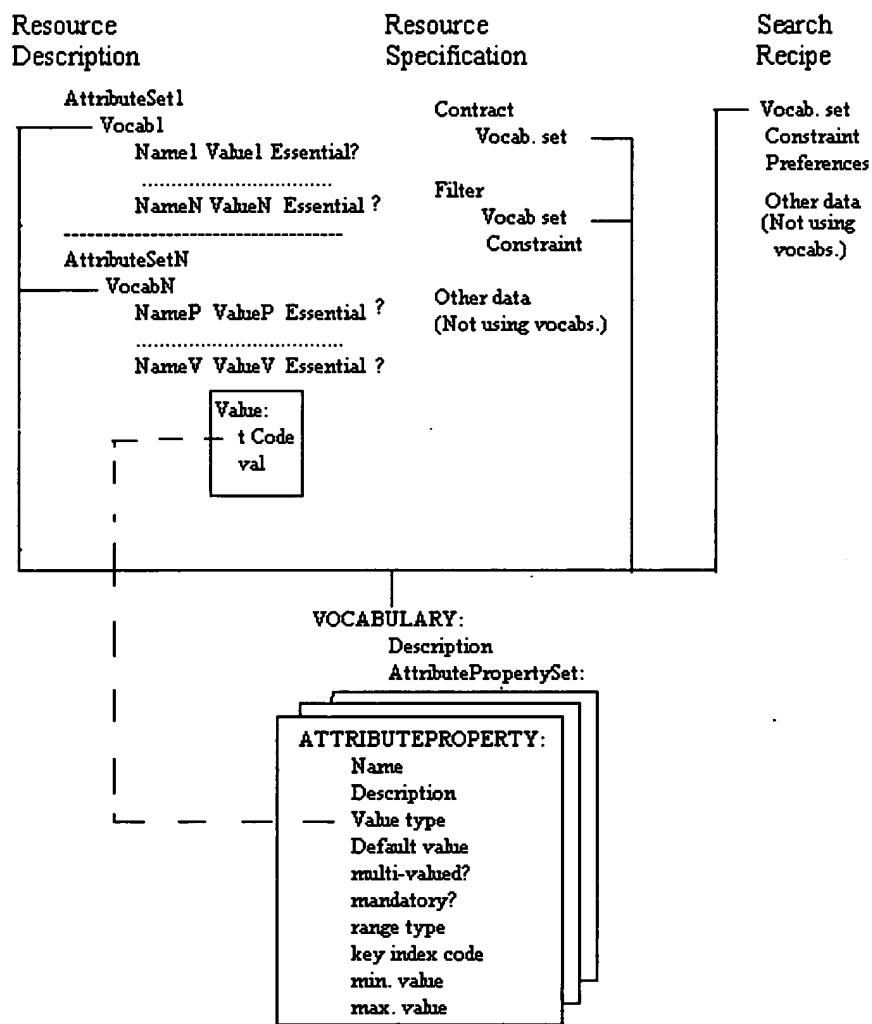 Resource
Description
AttributeSet1
Vocab1
Name1 Value1 Essential?
NameN ValueN Essential ?
AttributeSetN
VocabN
NameP ValueP Essential ?
NameV ValueV Essential ?
Value:
t Code
val
Resource
Specification
Contract
Vocab. set
Filter
Vocab set
Constraint
Other data
(Not using vocabs.)
Search
Recipe
Vocab. set
Constraint
Preferences
Other data
(Not using
vocabs.)
VOCABULARY:
Description
AttributePropertySet:
ATTRIBUTEPROPERTY:
Name
Description
Value type
Default value
multi-valued?
mandatory?
range type
key index code
min. value
max. value